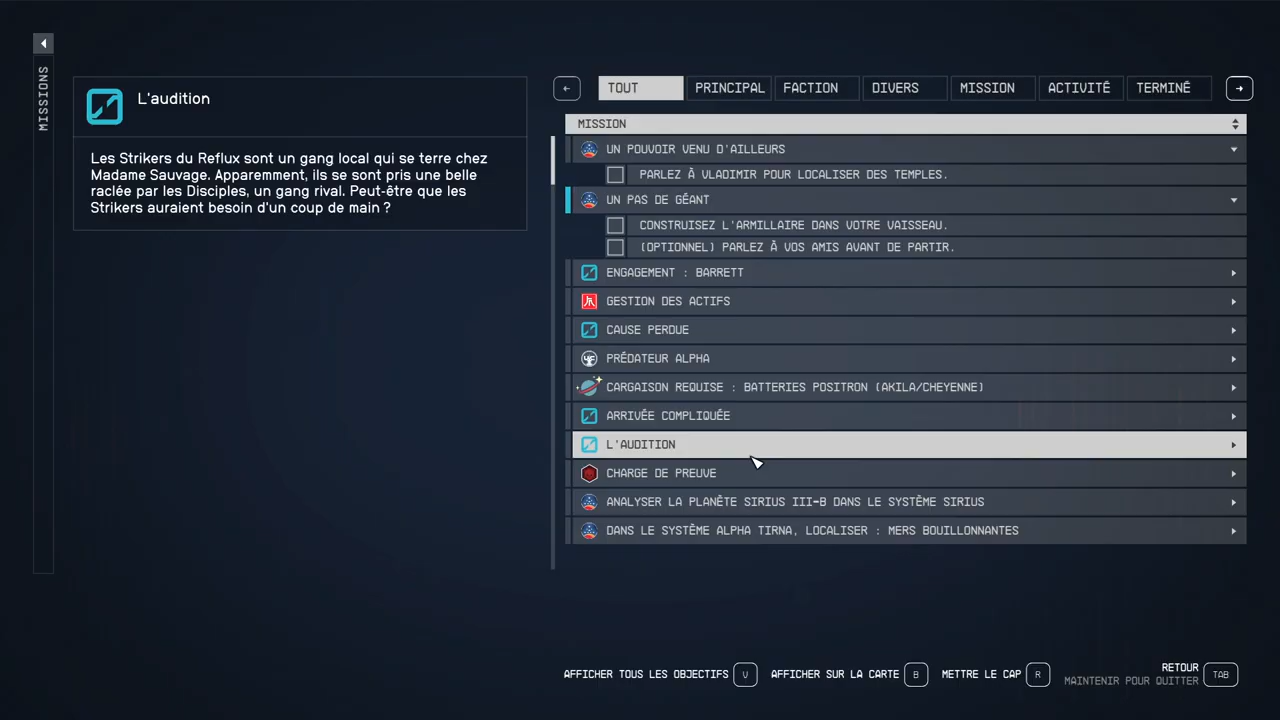 MISSIONS
L'audition
Les Strikers du Reflux sont un gang local qui se terre chez
Madame Sauvage. Apparemment, ils se sont pris une belle
raclée par les Disciples, un gang rival. Peut-être que les
Strikers auraient besoin d'un coup de main ?
TOUT
PRINCIPAL
FACTION
DIVERS
MISSION
ACTIVITÉ
TERMINÉ
MISSION
UN POUVOIR VENU D'AILLEURS
PARLEZ À VLADIMIR POUR LOCALISER DES TEMPLES.
UN PAS DE GÉANT
CONSTRUISEZ L'ARMILLAIRE DANS VOTRE VAISSEAU.
(OPTIONNEL) PARLEZ À VOS AMIS AVANT DE PARTIR.
ENGAGEMENT : BARRETT
GESTION DES ACTIFS
CAUSE PERDUE
PRÉDATEUR ALPHA
CARGAISON REQUISE : BATTERIES POSITRON (AKILA/CHEYENNE)
ARRIVÉE COMPLIQUÉE
L'AUDITION
CHARGE DE PREUVE
ANALYSER LA PLANÈTE SIRIUS III-B DANS LE SYSTÈME SIRIUS
DANS LE SYSTÈME ALPHA TIRNA, LOCALISER : MERS BOUILLONNANTES
AFFICHER TOUS LES OBJECTIFS V
AFFICHER SUR LA CARTE B
METTRE LE CAP R
RETOUR
MAINTENIR POUR QUITTER TAB